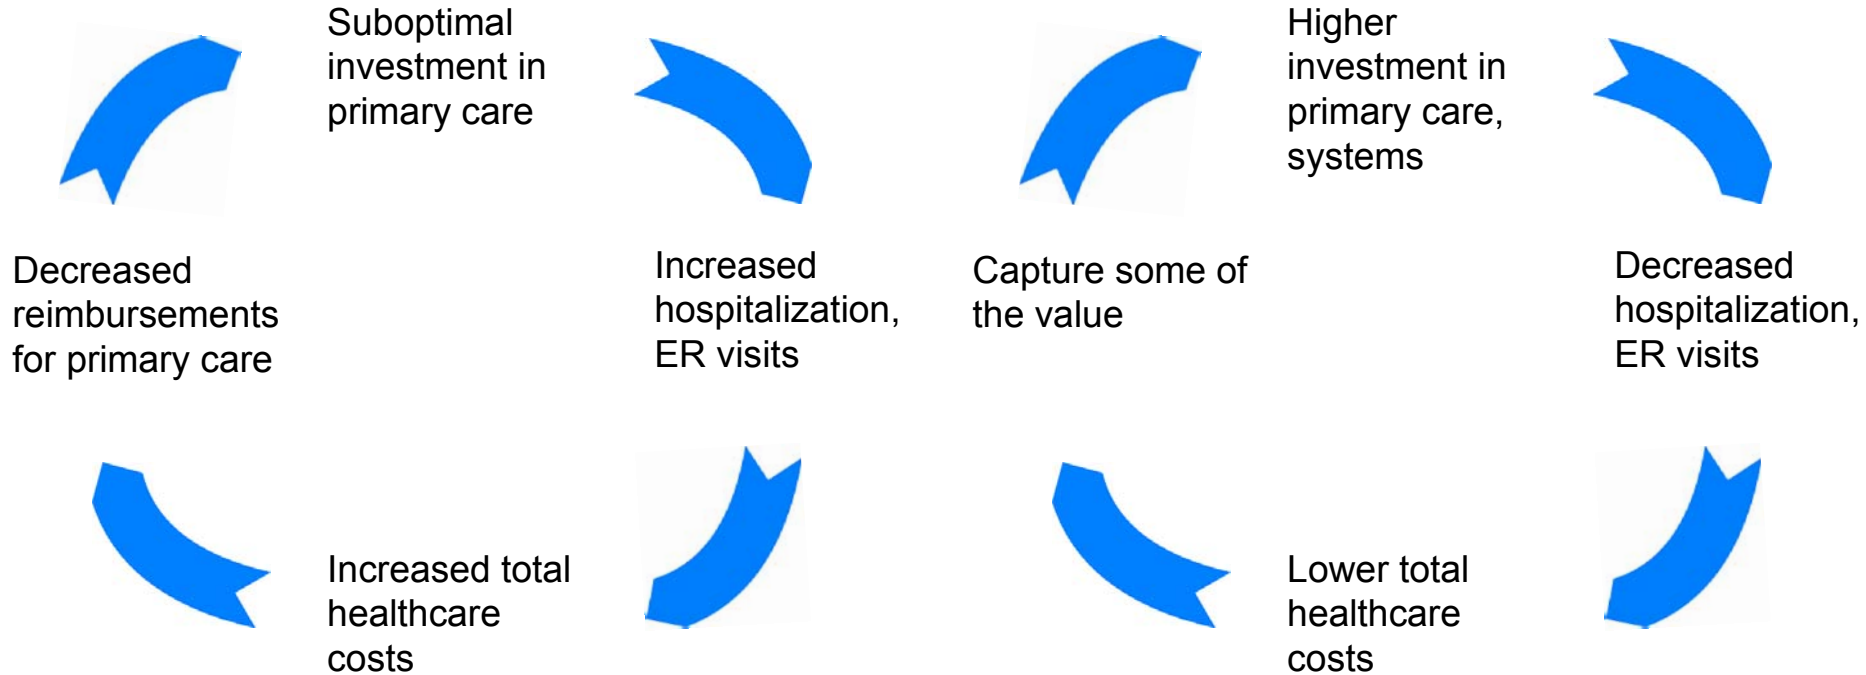 Suboptimal
investment in
primary care
Decreased
reimbursements
for primary care
Increased
hospitalization,
ER visits
Increased total
healthcare
costs
Higher
investment in
primary care,
systems
Capture some of
the value
Decreased
hospitalization,
ER visits
Lower total
healthcare
costs